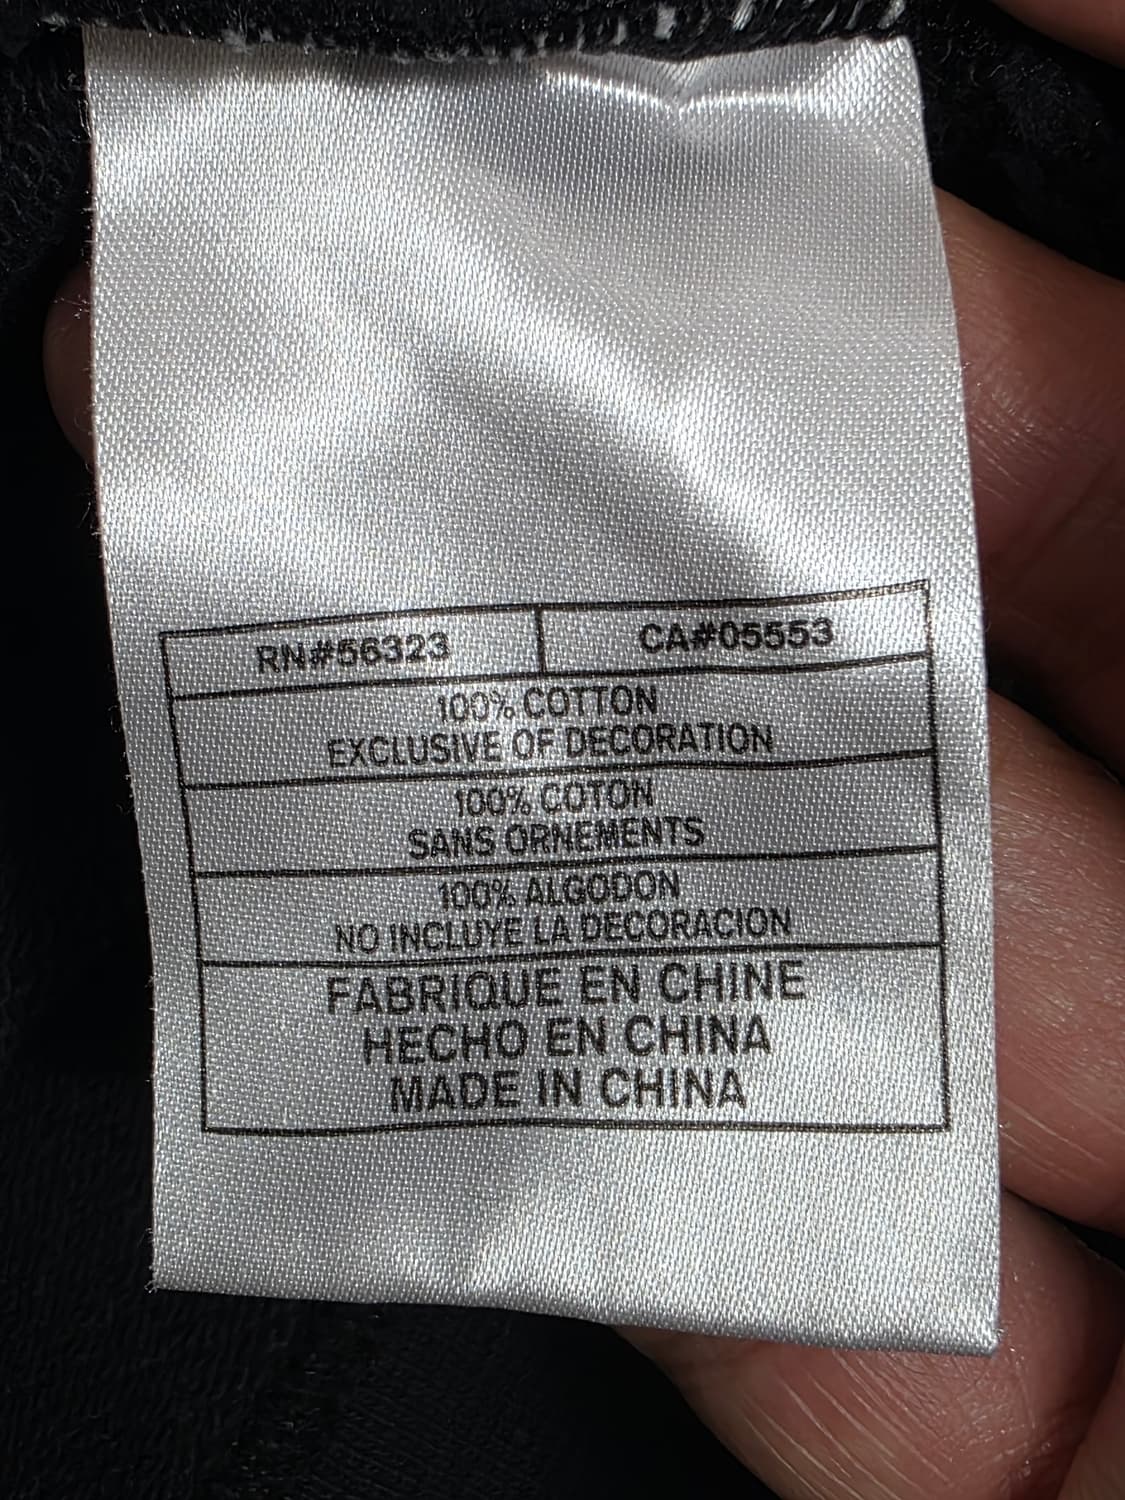 RN#56323 CA#05553
100% COTTON
EXCLUSIVE OF DECORATION
100% COTON
SANS ORNEMENTS
100% ALGODON
NO INCLUYE LA DECORACION
FABRIQUE EN CHINE
HECHO EN CHINA
MADE IN CHINA